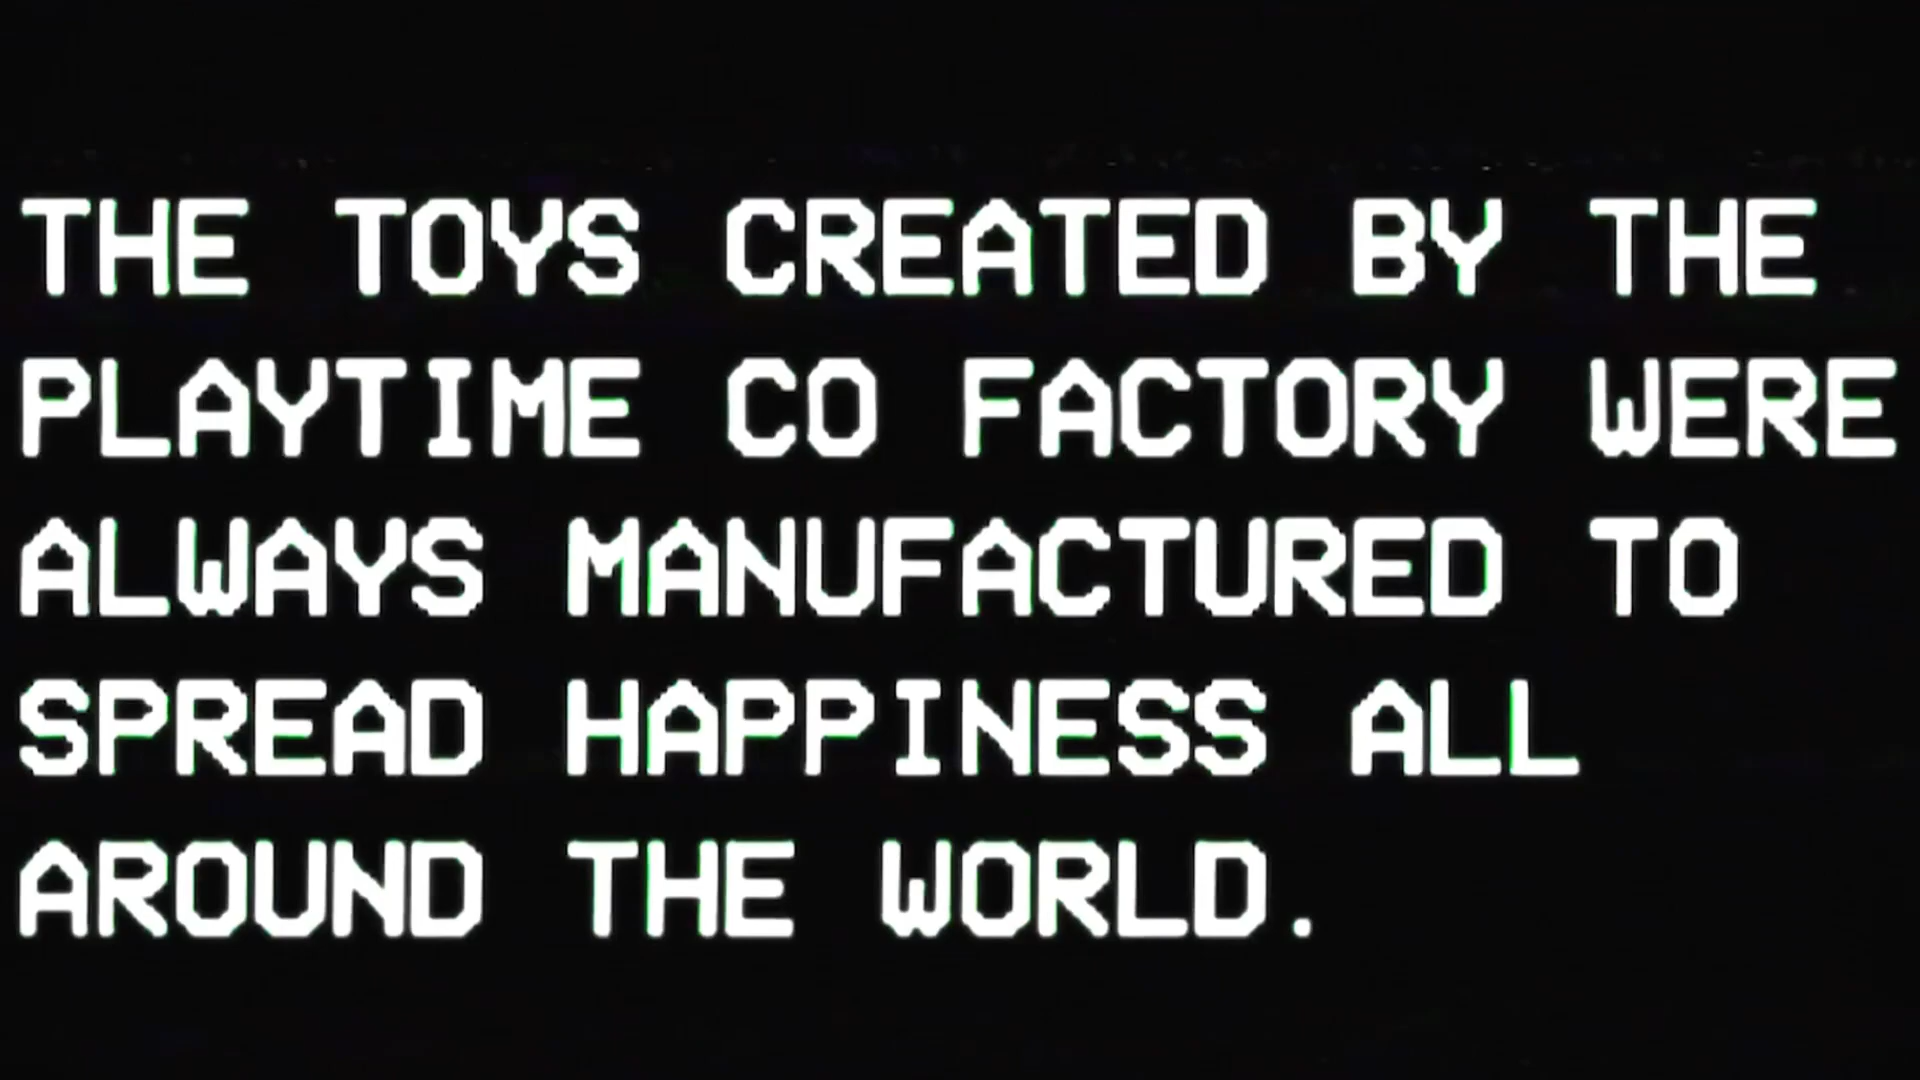 THE TOYS CREATED BY THE
PLAYTIME CO FACTORY WERE
ALWAYS MANUFACTURED TO
SPREAD HAPPINESS ALL
AROUND THE WORLD.